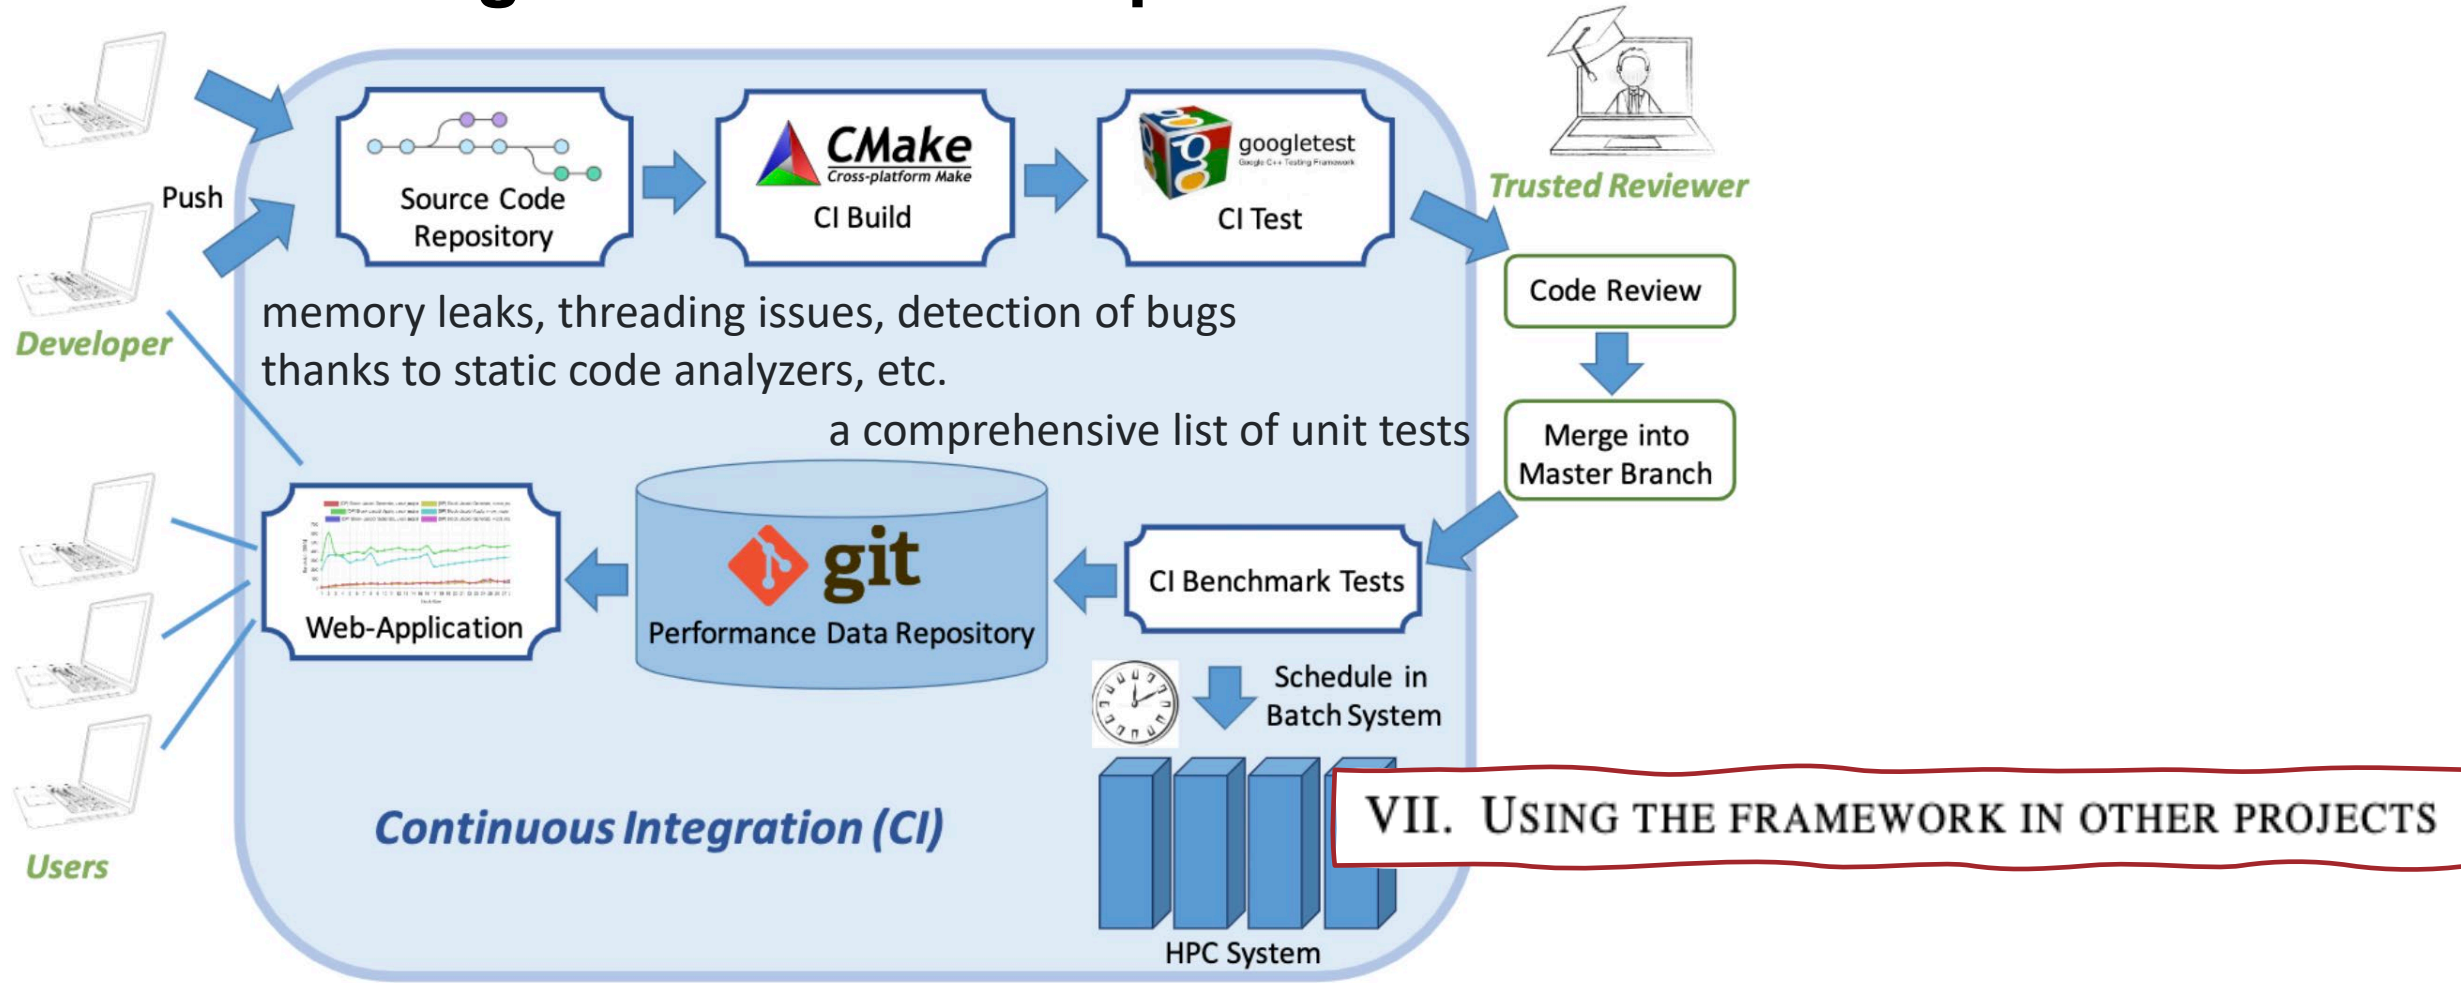 Push
Developer
Source Code
Repository
CMake
Cross-platform Make
CI Build
googletest
Google C++ Testing Framework
CI Test
Trusted Reviewer
Code Review
Merge into
Master Branch
memory leaks, threading issues, detection of bugs
thanks to static code analyzers, etc.
a comprehensive list of unit tests
CI Benchmark Tests
git
Performance Data Repository
Web-Application
Schedule in
Batch System
HPC System
Users
Continuous Integration (CI)
VII. USING THE FRAMEWORK IN OTHER PROJECTS